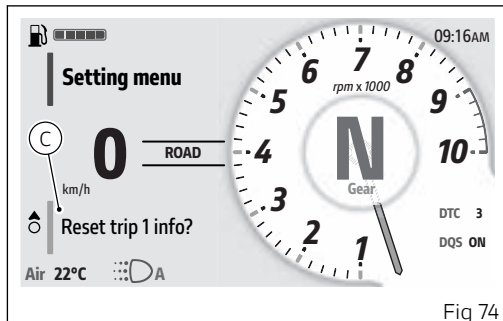 09:16AM
Setting menu
C
0
km/h
ROAD
Reset trip 1 info?
Air 22°C
A
rpm x 1000
1
2
3
4
5
6
7
8
9
10
N
Gear
DTC 3
DQS ON
Fig 74